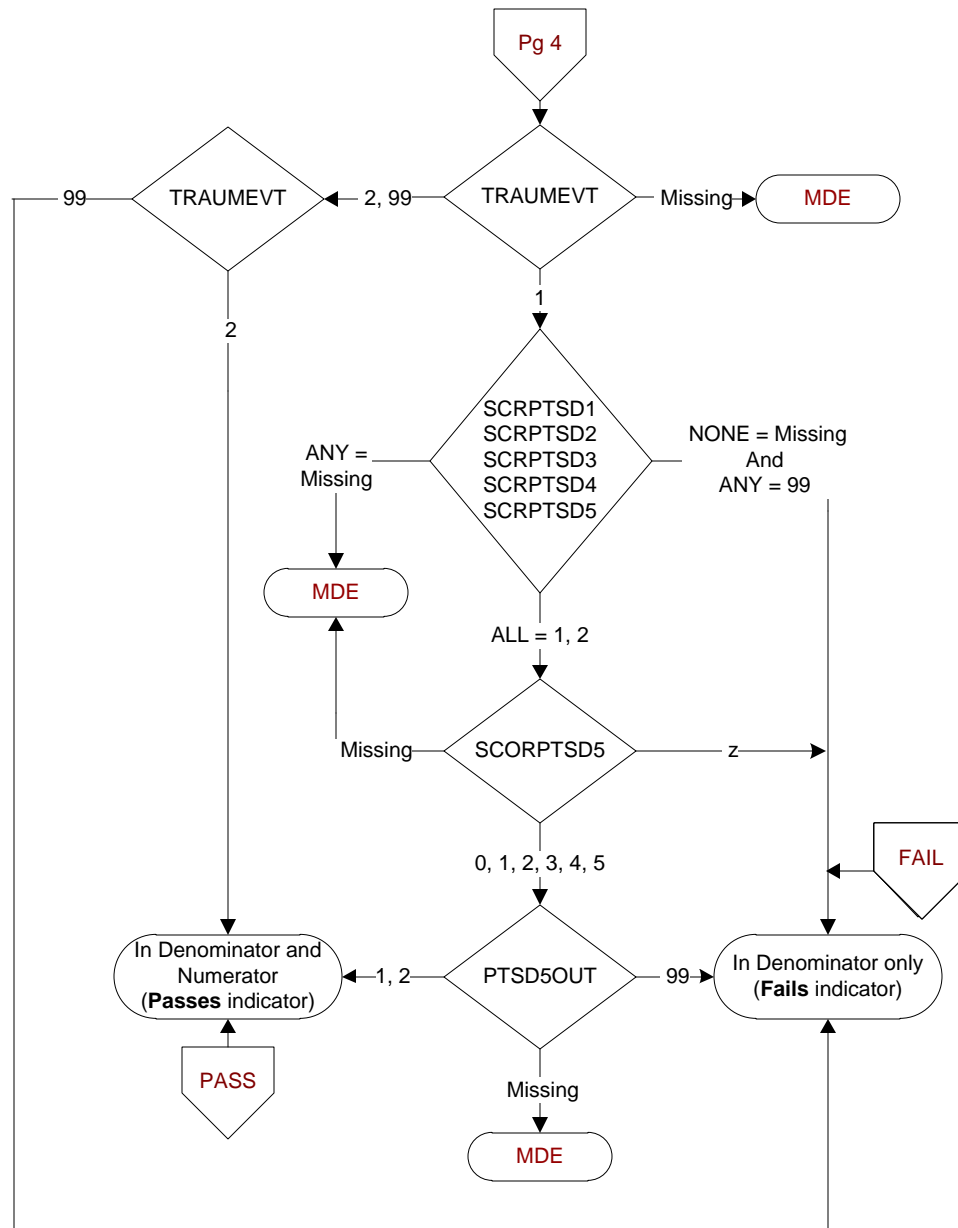 Pg 4
99
TRAUMEVT
2, 99
TRAUMEVT
Missing
MDE
1
2
SCRPTSD1
SCRPTSD2
SCRPTSD3
SCRPTSD4
SCRPTSD5
ANY =
Missing
NONE = Missing
And
ANY = 99
MDE
ALL = 1, 2
Missing
SCORPTSD5
z
0, 1, 2, 3, 4, 5
FAIL
In Denominator and
Numerator
(Passes indicator)
1, 2
PTSD5OUT
99
In Denominator only
(Fails indicator)
PASS
Missing
MDE